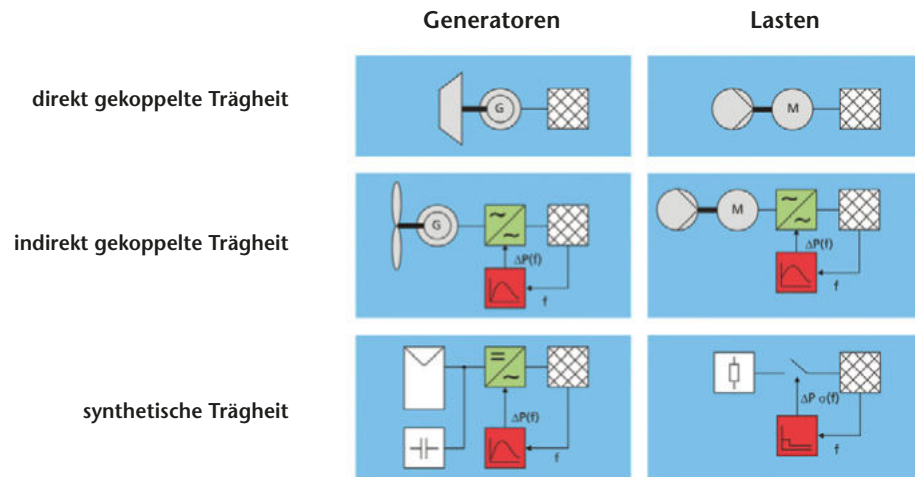 Generatoren
Lasten
direkt gekoppelte Trägheit
G
M
indirekt gekoppelte Trägheit
G
M
ΔP(f)
f
ΔP(f)
f
synthetische Trägheit
ΔP(f)
f
ΔP σ(f)
f